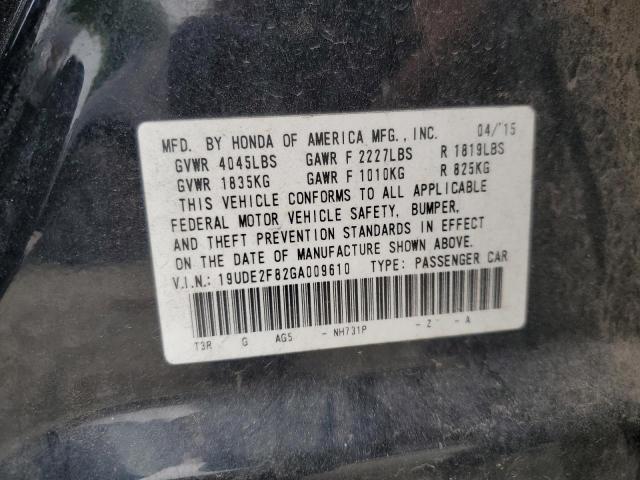 MFD. BY HONDA OF AMERICA MFG., INC. 04/'15
GVWR 4045LBS GAWR F 2227LBS R 1819LBS
GVWR 1835KG GAWR F 1010KG R 825KG
THIS VEHICLE CONFORMS TO ALL APPLICABLE
FEDERAL MOTOR VEHICLE SAFETY, BUMPER,
AND THEFT PREVENTION STANDARDS IN EFFECT
ON THE DATE OF MANUFACTURE SHOWN ABOVE.
V.I.N.: 19UDE2F82GA009610 TYPE: PASSENGER CAR
T3R G AG5 - NH731P - Z - A